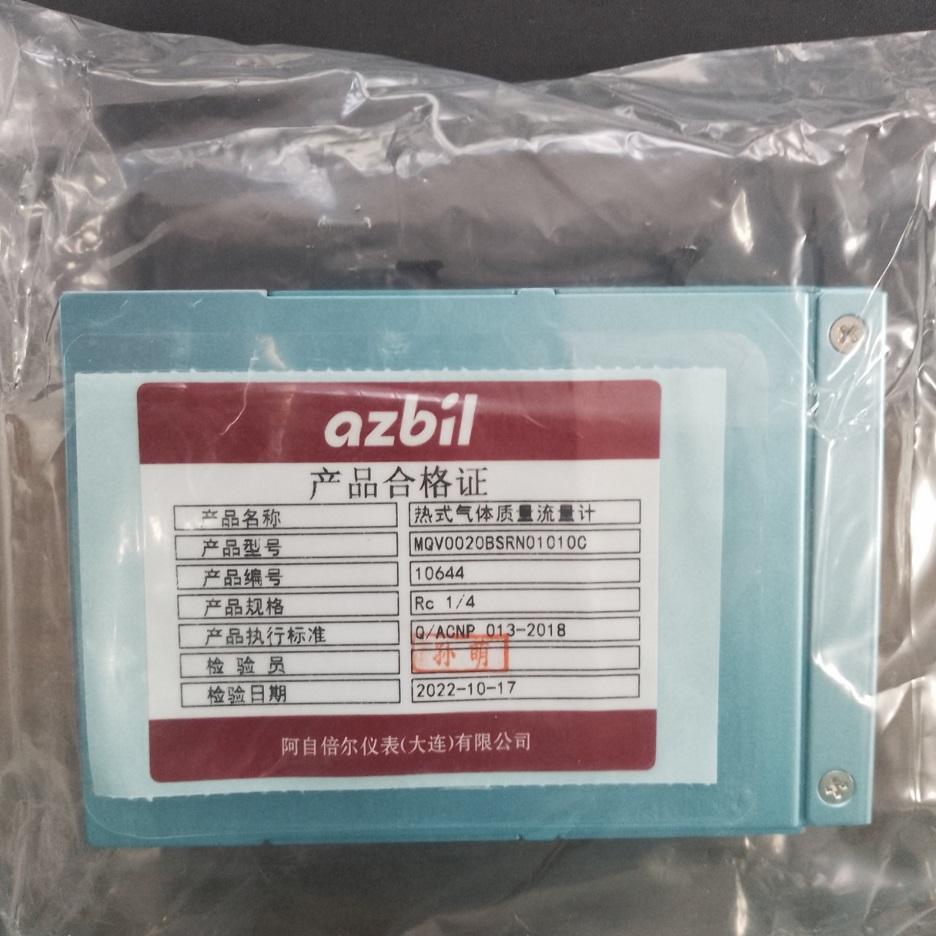 azbil
产品合格证
产品名称 热式气体质量流量计
产品型号 MQV0020BSRN01010C
产品编号 10644
产品规格 Rc 1/4
产品执行标准 Q/ACNP 013-2018
检验员 孙萌
检验日期 2022-10-17
阿自倍尔仪表(大连)有限公司